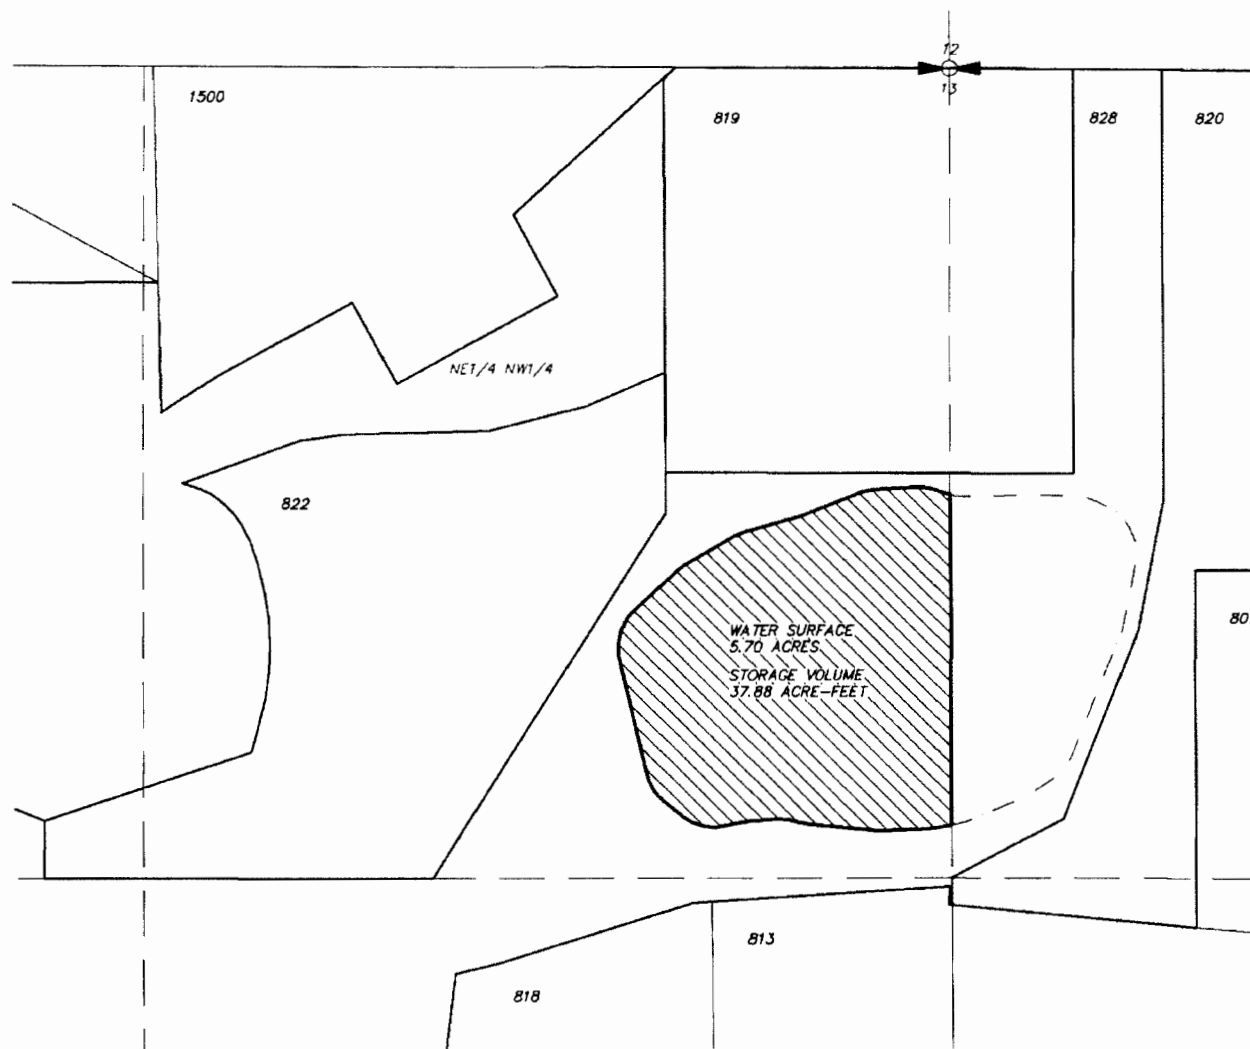 12
13
1500
819
828
820
NE1/4 NW1/4
822
WATER SURFACE
5.70 ACRES
STORAGE VOLUME
37.88 ACRE-FEET
80
813
818